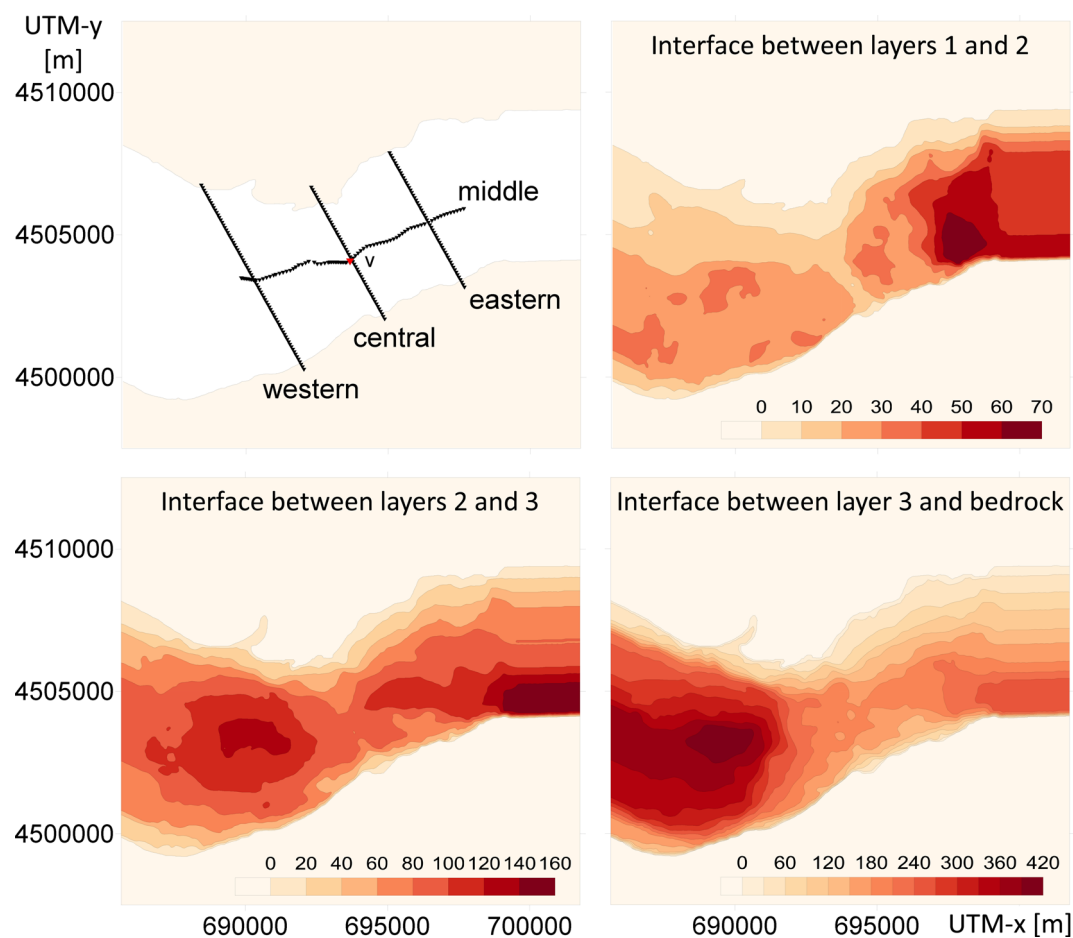 UTM-y
[m]
4510000
4505000
4500000
middle
v
eastern
central
western
Interface between layers 1 and 2
0 10 20 30 40 50 60 70
Interface between layers 2 and 3
4510000
4505000
4500000
0 20 40 60 80 100 120 140 160
690000 695000 700000
Interface between layer 3 and bedrock
0 60 120 180 240 300 360 420
690000 695000 UTM-x [m]